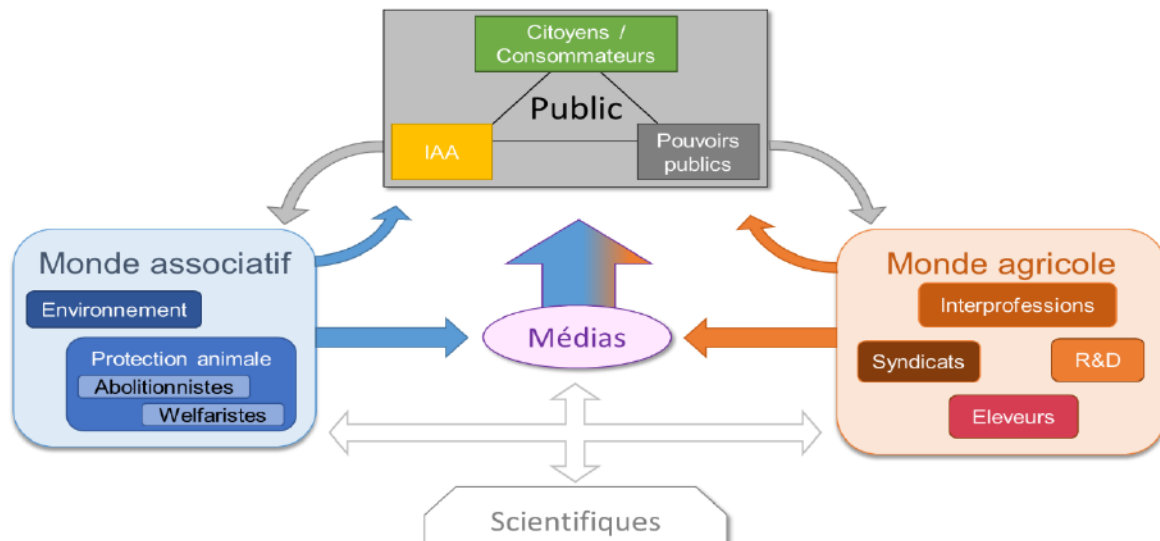 Citoyens /
Consommateurs
Public
IAA
Pouvoirs
publics
Monde associatif
Environnement
Protection animale
Abolitionnistes
Welfaristes
Médias
Monde agricole
Interprofessions
Syndicats
R&D
Eleveurs
Scientifiques